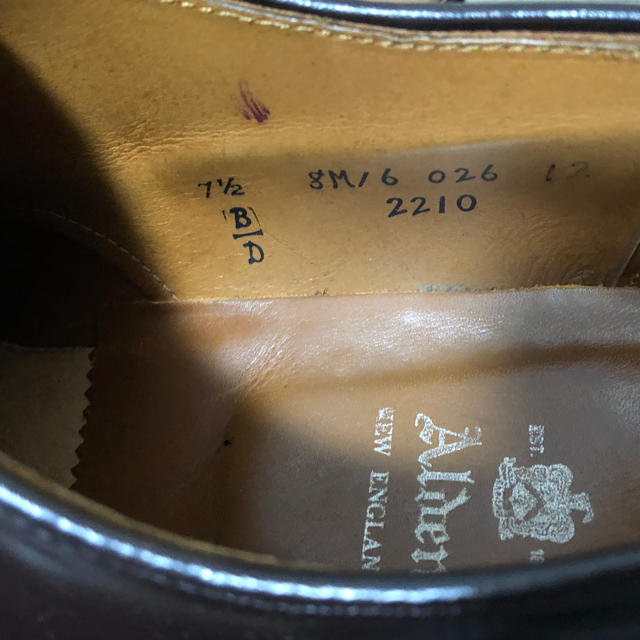 7½ 8M/6 026 12
B 2210
D
Alden
NEW ENGLAN
EST.